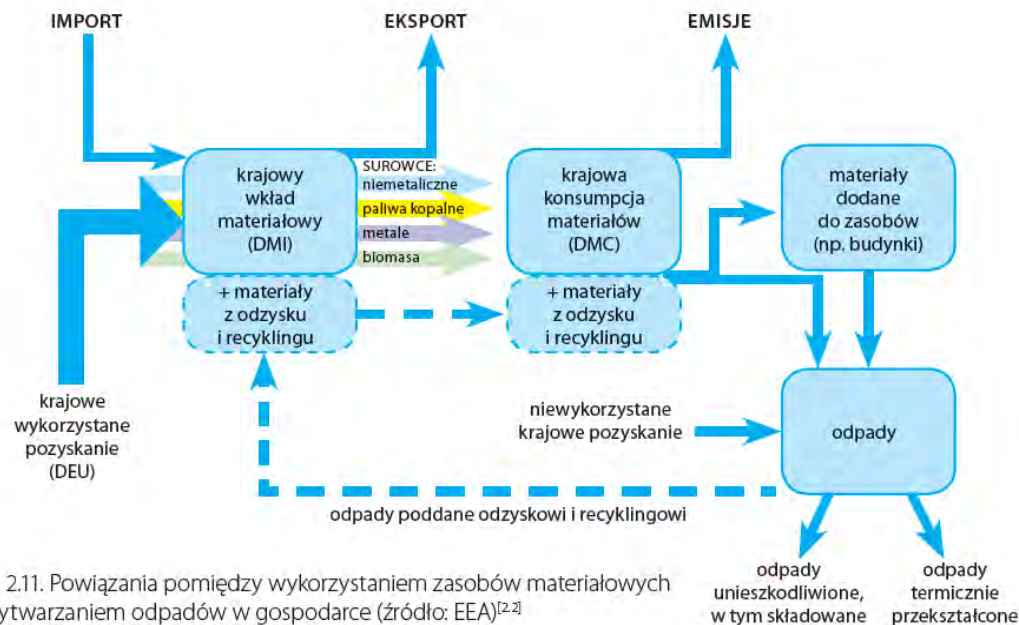 IMPORT
EKSPORT
EMISJE
krajowy
wkład
materiałowy
(DMI)
SUROWCE:
niemetaliczne
paliwa kopalne
metale
biomasa
krajowa
konsumpcja
materiałów
(DMC)
materiały
dodane
do zasobów
(np. budynki)
+ materiały
z odzysku
i recyklingu
+ materiały
z odzysku
i recyklingu
krajowe
wykorzystane
pozyskanie
(DEU)
niewykorzystane
krajowe pozyskanie
odpady
odpady poddane odzyskowi i recyklingowi
odpady
unieszkodliwione,
w tym składowane
odpady
termicznie
przekształcone
2.11. Powiązania pomiędzy wykorzystaniem zasobów materiałowych
ytwarzaniem odpadów w gospodarce (źródło: EEA)[2.2]